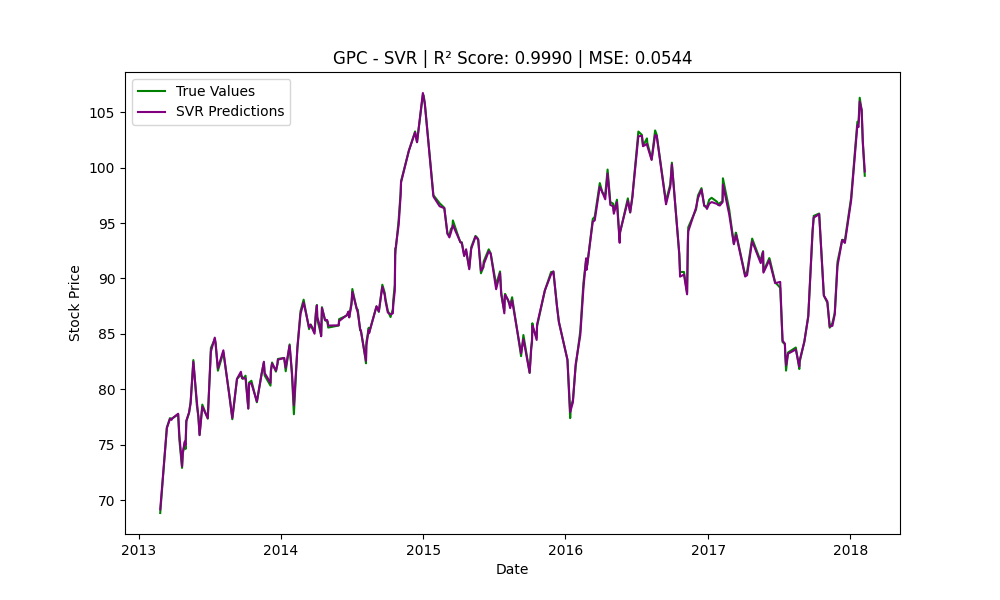 GPC - SVR | R² Score: 0.9990 | MSE: 0.0544
True Values
SVR Predictions
Stock Price
105
100
95
90
85
80
75
70
2013
2014
2015
2016
2017
2018
Date